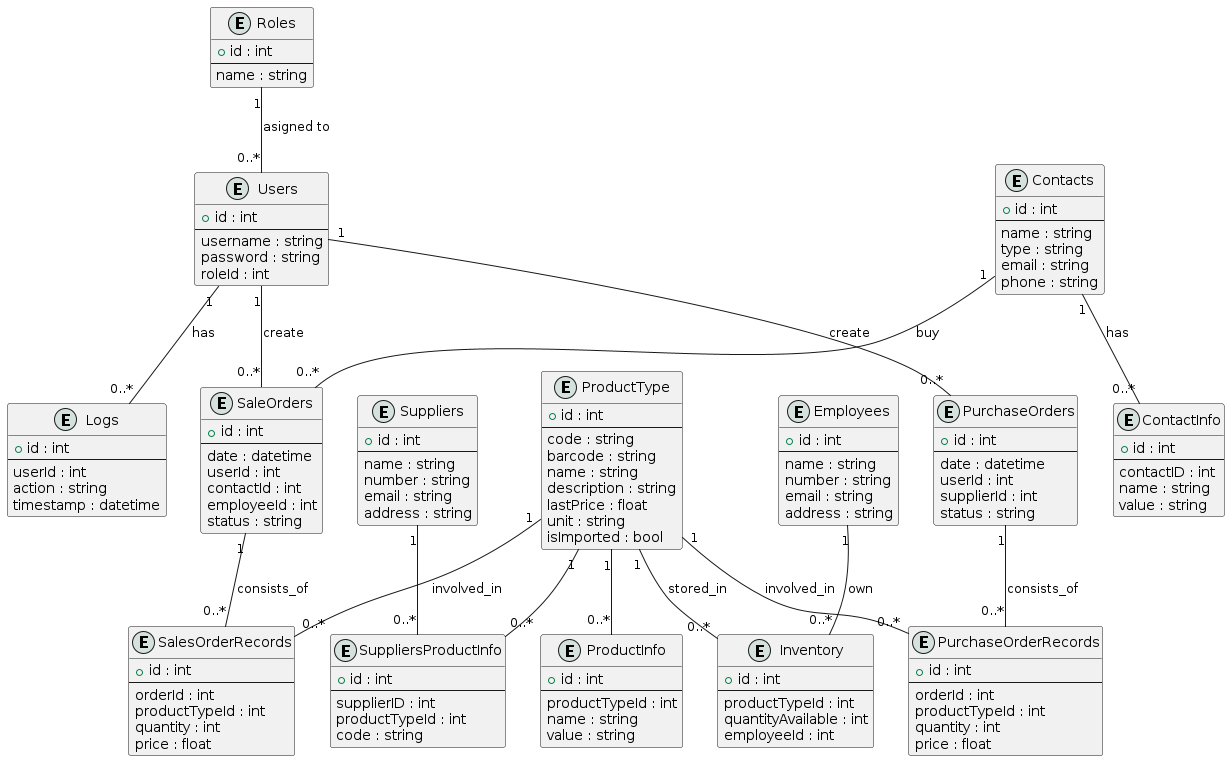 E Roles
id : int
name : string
1
asigned to
0..*
E Users
id : int
username : string
password : string
roleId : int
E Contacts
id : int
name : string
type : string
email : string
phone : string
1
1
1
1
1
1
has
create
create
buy
has
0..*
0..*
0..*
0..*
0..*
E Logs
id : int
userId : int
action : string
timestamp : datetime
E SaleOrders
id : int
date : datetime
userId : int
contactId : int
employeeId : int
status : string
E Suppliers
id : int
name : string
number : string
email : string
address : string
E ProductType
id : int
code : string
barcode : string
name : string
description : string
lastPrice : float
unit : string
isImported : bool
E Employees
id : int
name : string
number : string
email : string
address : string
E PurchaseOrders
id : int
date : datetime
userId : int
supplierId : int
status : string
E ContactInfo
id : int
contactID : int
name : string
value : string
1
1
1
1
1
1
1
1
1
consists_of
involved_in
stored_in
involved_in
own
consists_of
0..*
0..*
0..*
0..*
0..*
0..*
0..*
0..*
0..*
E SalesOrderRecords
id : int
orderId : int
productTypeId : int
quantity : int
price : float
E SuppliersProductInfo
id : int
supplierID : int
productTypeId : int
code : string
E ProductInfo
id : int
productTypeId : int
name : string
value : string
E Inventory
id : int
productTypeId : int
quantityAvailable : int
employeeId : int
E PurchaseOrderRecords
id : int
orderId : int
productTypeId : int
quantity : int
price : float